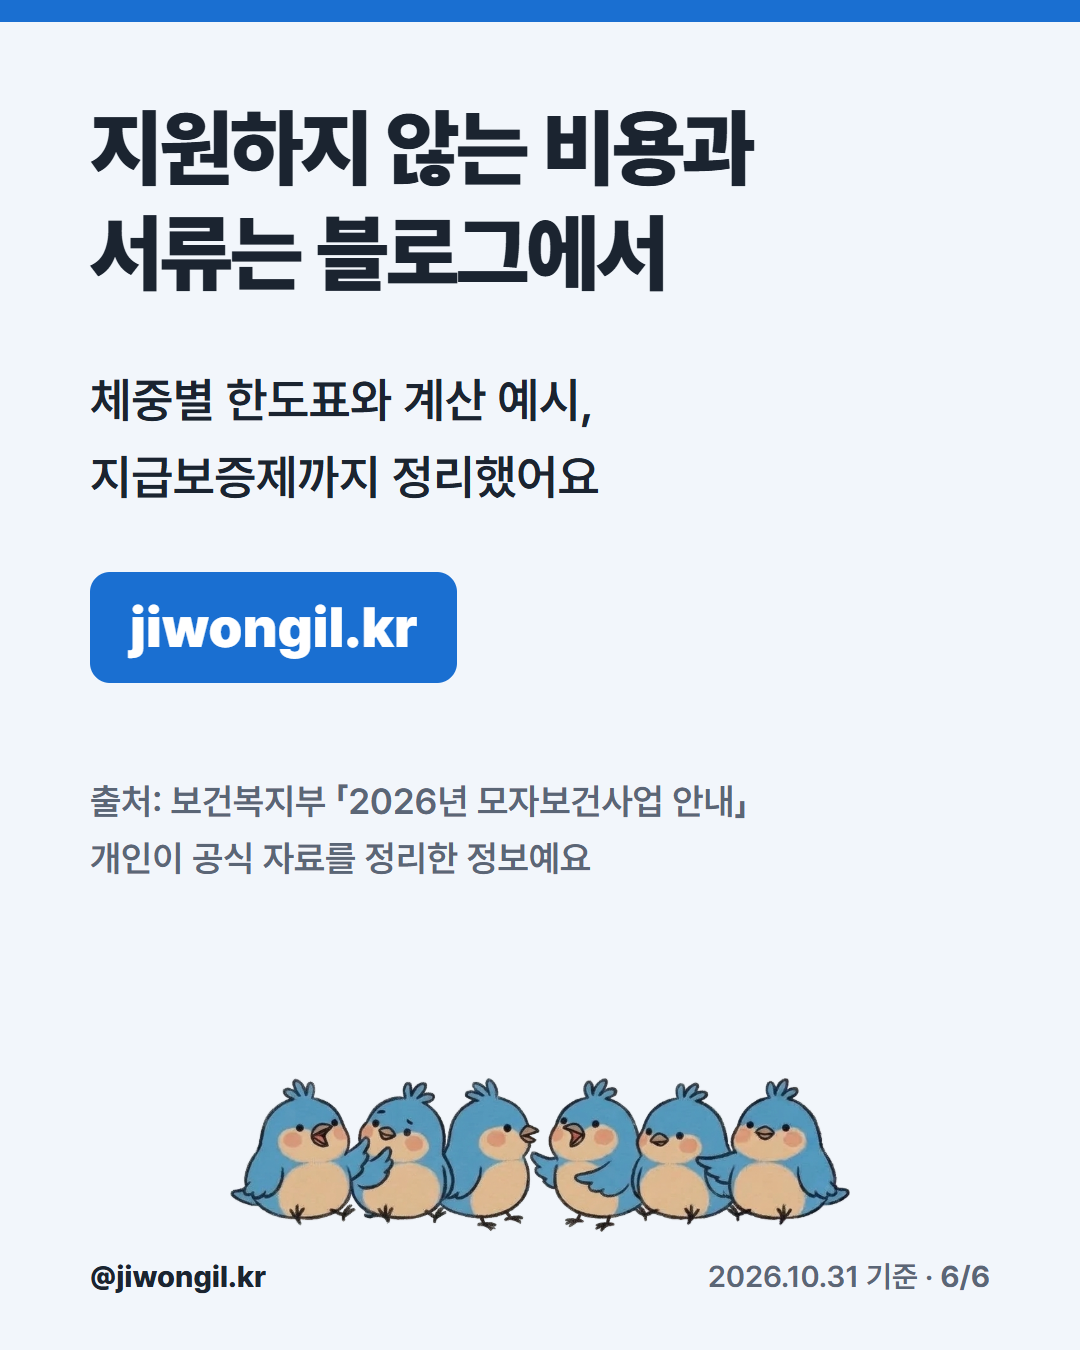 지원하지 않는 비용과
서류는 블로그에서
체중별 한도표와 계산 예시,
지급보증제까지 정리했어요
jiwongil.kr
출처: 보건복지부 「2026년 모자보건사업 안내」
개인이 공식 자료를 정리한 정보예요
@jiwongil.kr
2026.10.31 기준 · 6/6